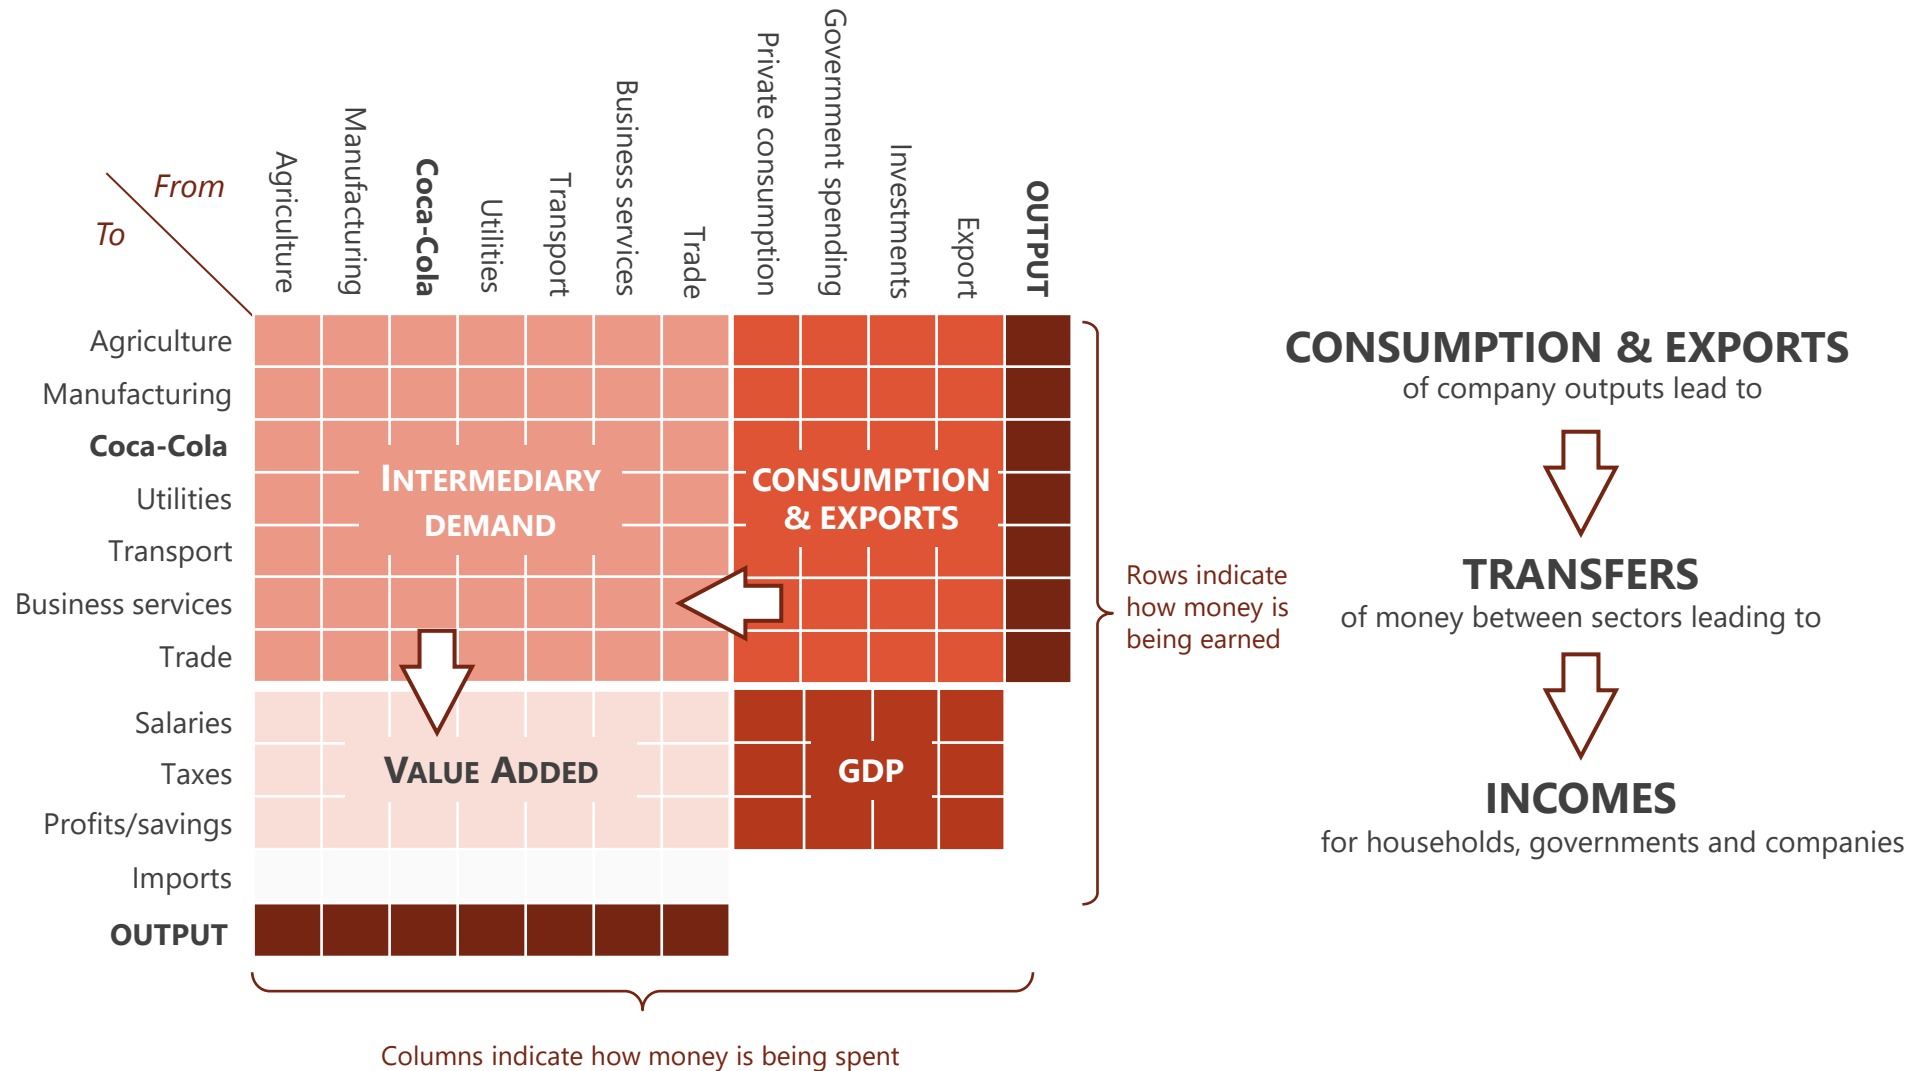 From
To
Agriculture
Manufacturing
Coca-Cola
Utilities
Transport
Business services
Trade
Private consumption
Government spending
Investments
Export
OUTPUT
Agriculture
Manufacturing
Coca-Cola
Utilities
Transport
Business services
Trade
Salaries
Taxes
Profits/savings
Imports
OUTPUT
INTERMEDIARY
DEMAND
CONSUMPTION
& EXPORTS
VALUE ADDED
GDP
Rows indicate
how money is
being earned
Columns indicate how money is being spent
CONSUMPTION & EXPORTS
of company outputs lead to
TRANSFERS
of money between sectors leading to
INCOMES
for households, governments and companies